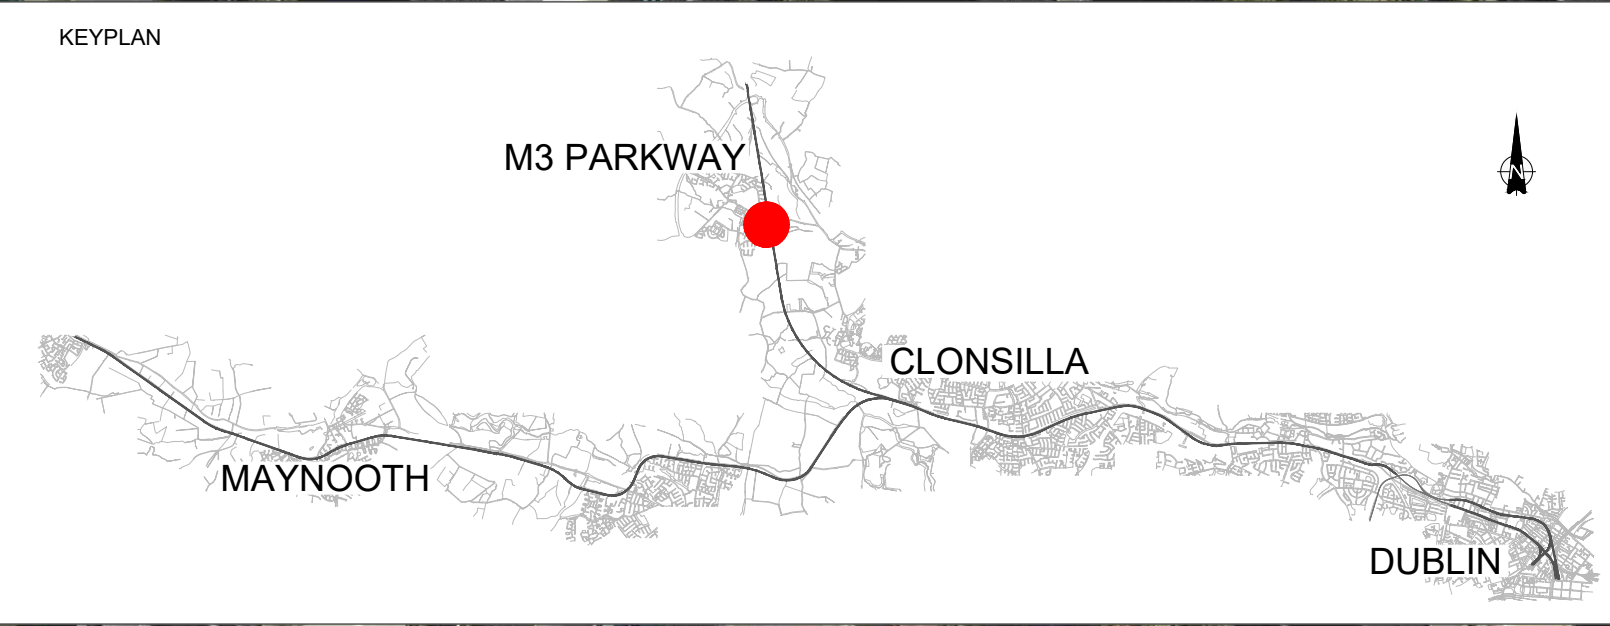 KEYPLAN
M3 PARKWAY
N
CLONSILLA
MAYNOOTH
DUBLIN